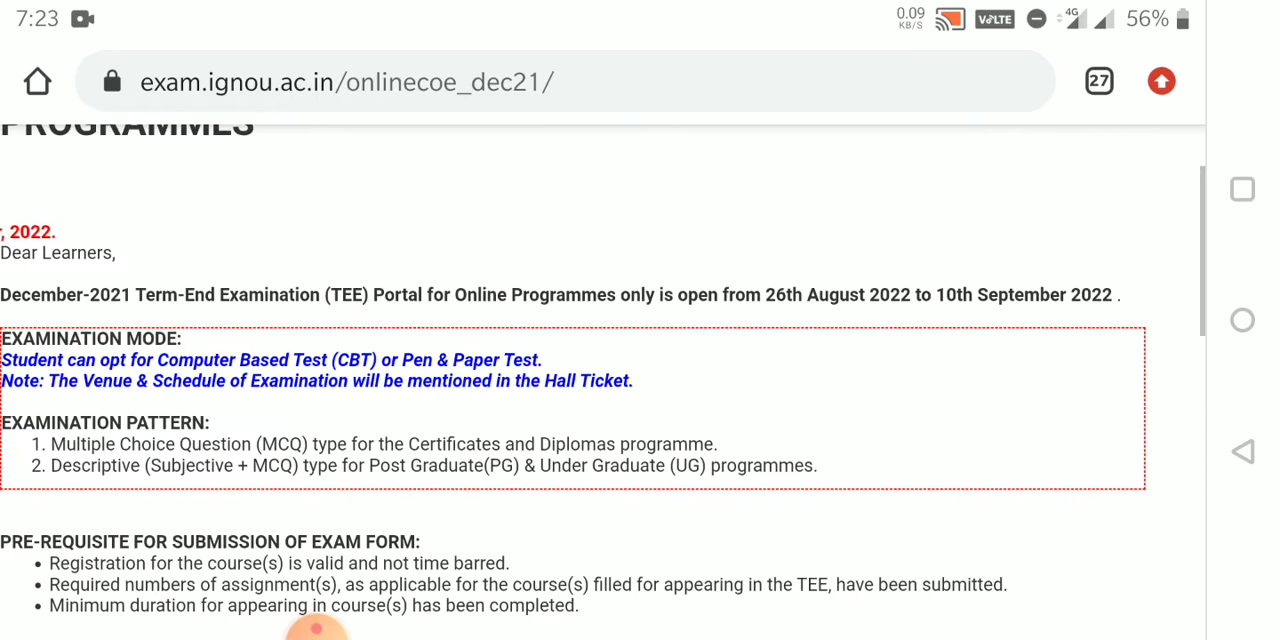 7:23
0.09
KB/S
VoLTE
4G
56%
exam.ignou.ac.in/onlinecoe_dec21/
27
PROGRAMMES
r, 2022.
Dear Learners,
December-2021 Term-End Examination (TEE) Portal for Online Programmes only is open from 26th August 2022 to 10th September 2022 .
EXAMINATION MODE:
Student can opt for Computer Based Test (CBT) or Pen & Paper Test.
Note: The Venue & Schedule of Examination will be mentioned in the Hall Ticket.
EXAMINATION PATTERN:
1. Multiple Choice Question (MCQ) type for the Certificates and Diplomas programme.
2. Descriptive (Subjective + MCQ) type for Post Graduate(PG) & Under Graduate (UG) programmes.
PRE-REQUISITE FOR SUBMISSION OF EXAM FORM:
• Registration for the course(s) is valid and not time barred.
• Required numbers of assignment(s), as applicable for the course(s) filled for appearing in the TEE, have been submitted.
• Minimum duration for appearing in course(s) has been completed.